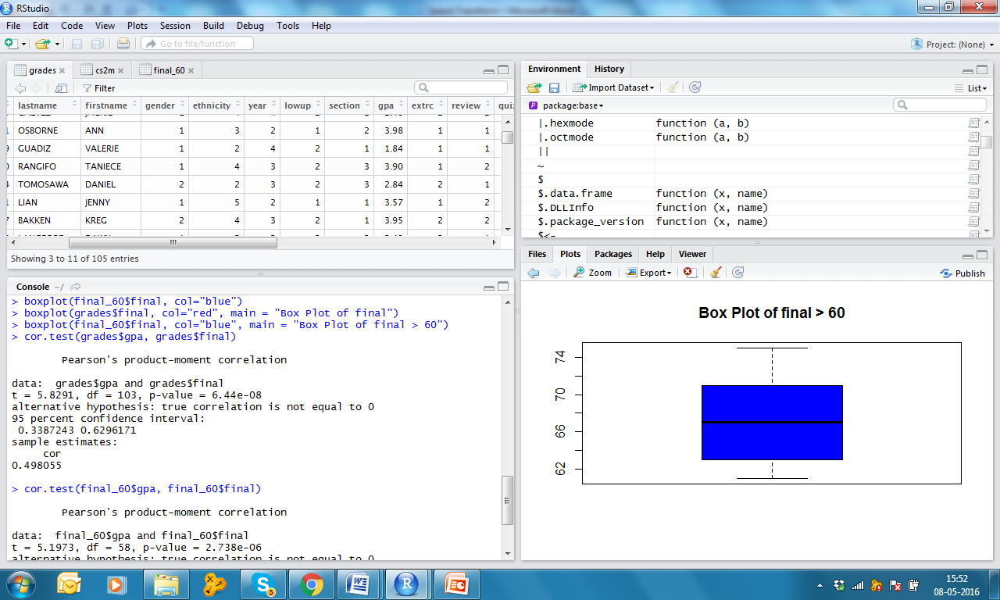 RStudio
File Edit Code View Plots Session Build Debug Tools Help
Go to file/function
Project: (None)
grades cs2m final_60
Filter
lastname firstname gender ethnicity year lowup section gpa extrc review quiz
OSBORNE ANN 1 3 2 1 2 3.98 1 1
GUADIZ VALERIE 1 2 4 2 1 1.84 1 1
RANGIFO TANIECE 1 4 3 2 3 3.90 1 2
TOMOSAWA DANIEL 2 2 3 2 3 2.84 2 1
LIAN JENNY 1 5 2 1 1 3.57 1 2
BAKKEN KREG 2 4 3 2 1 3.95 2 2
Showing 3 to 11 of 105 entries
Console ~/
> boxplot(final_60$final, col="blue")
> boxplot(grades$final, col="red", main = "Box Plot of final")
> boxplot(final_60$final, col="blue", main = "Box Plot of final > 60")
> cor.test(grades$gpa, grades$final)
Pearson's product-moment correlation
data: grades$gpa and grades$final
t = 5.8291, df = 103, p-value = 6.44e-08
alternative hypothesis: true correlation is not equal to 0
95 percent confidence interval:
0.3387243 0.6296171
sample estimates:
cor
0.498055
> cor.test(final_60$gpa, final_60$final)
Pearson's product-moment correlation
data: final_60$gpa and final_60$final
t = 5.1973, df = 58, p-value = 2.738e-06
alternative hypothesis: true correlation is not equal to 0
Environment History
Import Dataset List
package:base
|.hexmode function (a, b)
|.octmode function (a, b)
||
~
$
$.data.frame function (x, name)
$.DLLInfo function (x, name)
$.package_version function (x, name)
$<-
Files Plots Packages Help Viewer
Zoom Export Publish
Box Plot of final > 60
74
70
66
62
3
15:52
08-05-2016